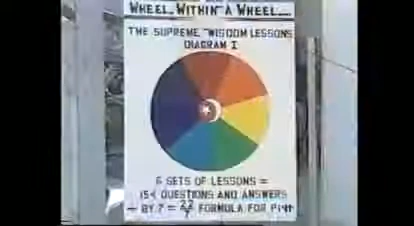 WHEEL WITHIN A WHEEL....
THE SUPREME "WISDOM LESSONS
DIAGRAM I
6 SETS OF LESSONS =
154 QUESTIONS AND ANSWERS
— BY 7 = 22/7 FORMULA FOR